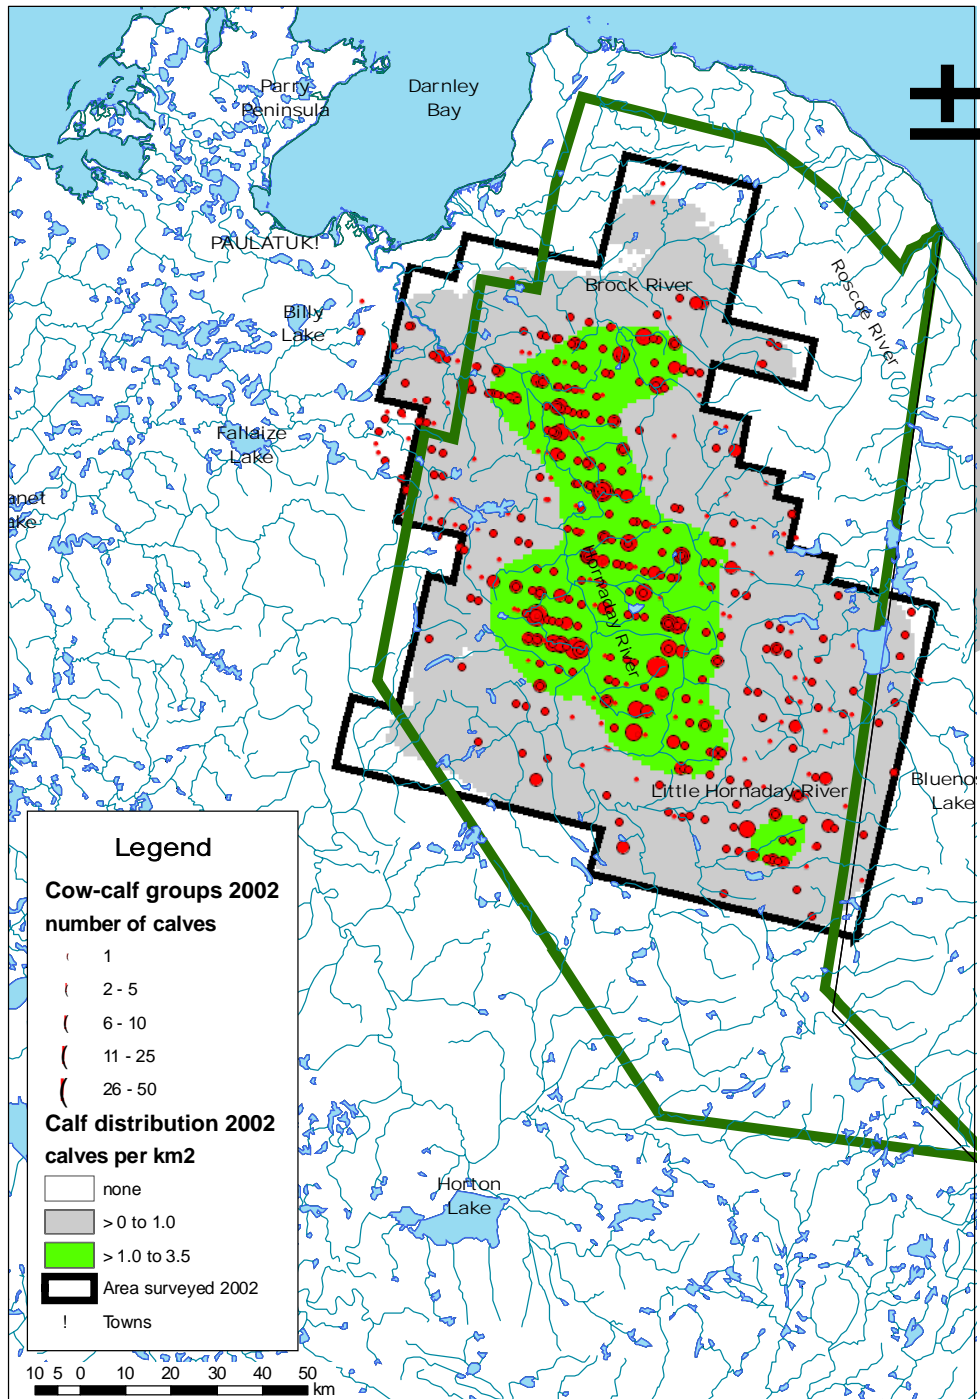 Parry
Peninsula
Darnley
Bay
PAULATUK!
Billy
Lake
Brock River
Roscoe River
Fallaize
Lake
anet
ake
Hornaday River
Little Hornaday River
Blueno
Lake
Horton
Lake
Legend
Cow-calf groups 2002
number of calves
1
2 - 5
6 - 10
11 - 25
26 - 50
Calf distribution 2002
calves per km2
none
> 0 to 1.0
> 1.0 to 3.5
Area surveyed 2002
! Towns
10 5 0 10 20 30 40 50
km